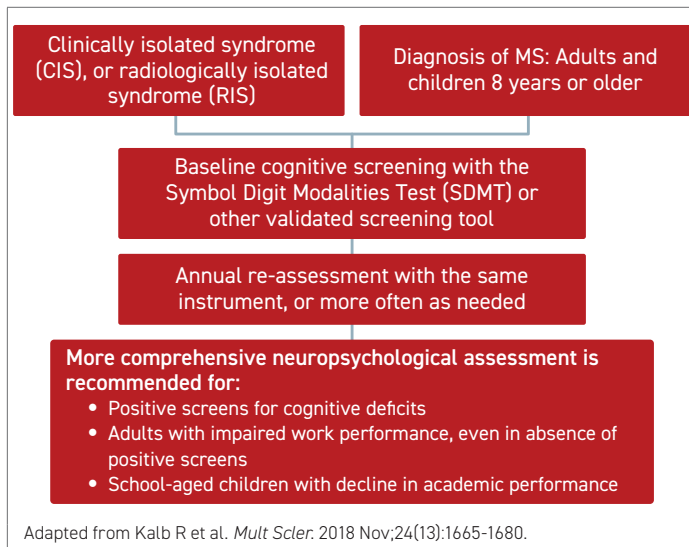 Clinically isolated syndrome
(CIS), or radiologically isolated
syndrome (RIS)
Diagnosis of MS: Adults and
children 8 years or older
Baseline cognitive screening with the
Symbol Digit Modalities Test (SDMT) or
other validated screening tool
Annual re-assessment with the same
instrument, or more often as needed
More comprehensive neuropsychological assessment is
recommended for:
• Positive screens for cognitive deficits
• Adults with impaired work performance, even in absence of
positive screens
• School-aged children with decline in academic performance
Adapted from Kalb R et al. Mult Scler. 2018 Nov;24(13):1665-1680.